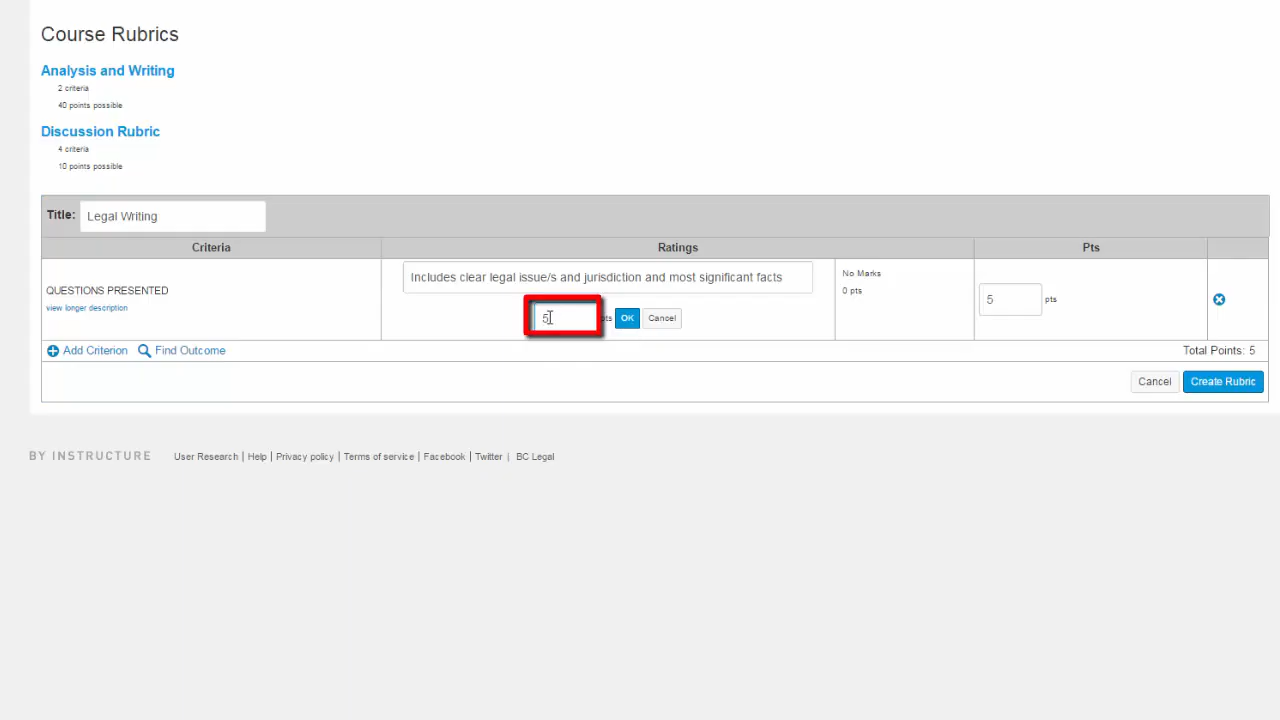 Course Rubrics
Analysis and Writing
2 criteria
40 points possible
Discussion Rubric
4 criteria
10 points possible
Title: Legal Writing
Criteria Ratings Pts
QUESTIONS PRESENTED
view longer description
Includes clear legal issue/s and jurisdiction and most significant facts
5 pts OK Cancel
No Marks
0 pts
5 pts
Add Criterion Find Outcome Total Points: 5
Cancel Create Rubric
BY INSTRUCTURE User Research | Help | Privacy policy | Terms of service | Facebook | Twitter | BC Legal